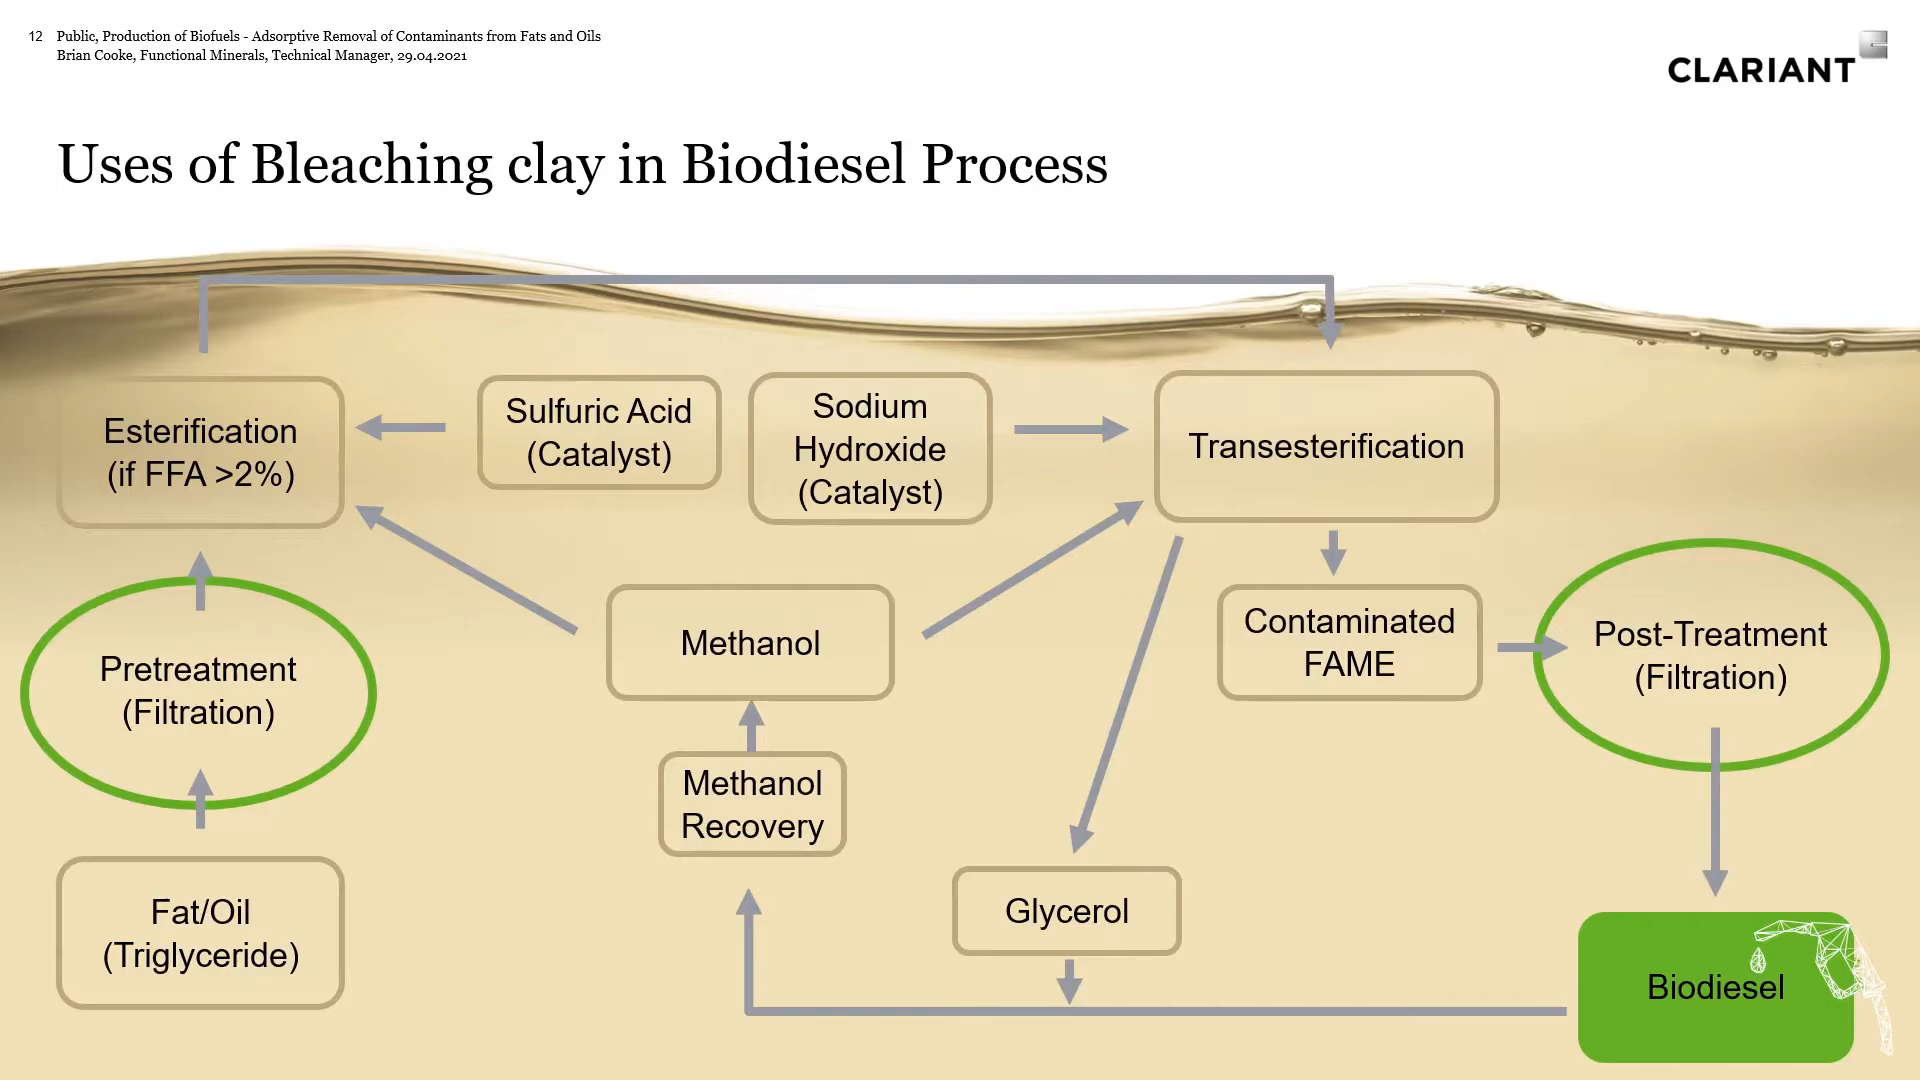 12 Public, Production of Biofuels - Adsorptive Removal of Contaminants from Fats and Oils
Brian Cooke, Functional Minerals, Technical Manager, 29.04.2021
CLARIANT
Uses of Bleaching clay in Biodiesel Process
Esterification
(if FFA >2%)
Sulfuric Acid
(Catalyst)
Sodium
Hydroxide
(Catalyst)
Transesterification
Pretreatment
(Filtration)
Methanol
Contaminated
FAME
Post-Treatment
(Filtration)
Methanol
Recovery
Fat/Oil
(Triglyceride)
Glycerol
Biodiesel